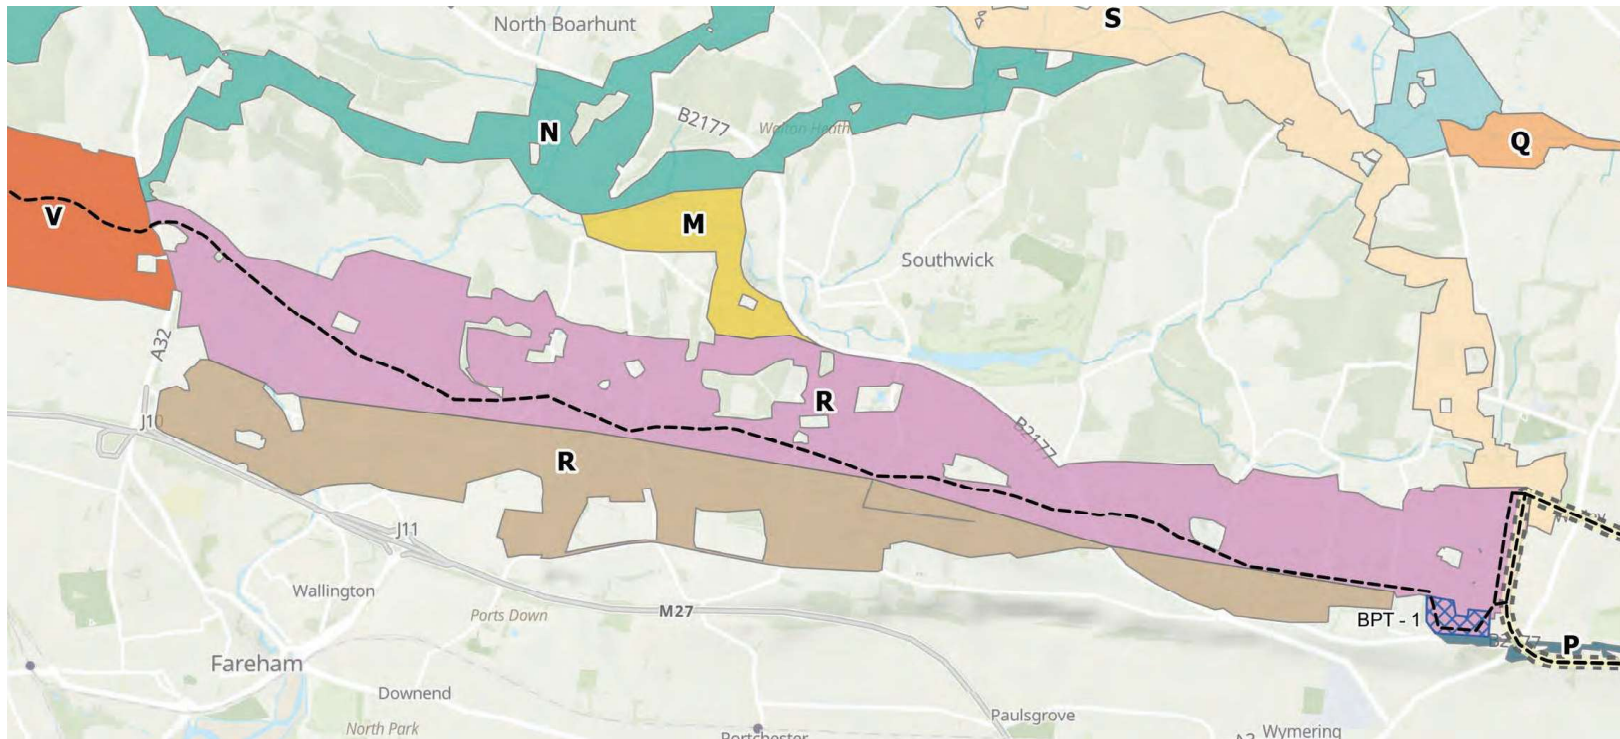 S
North Boarhunt
N
B2177
Walton Heath
Q
V
M
Southwick
A32
R
B2177
J10
R
J11
Wallington
Ports Down
M27
BPT - 1
P
Fareham
Downend
North Park
Paulsgrove
Wymering
Portchester